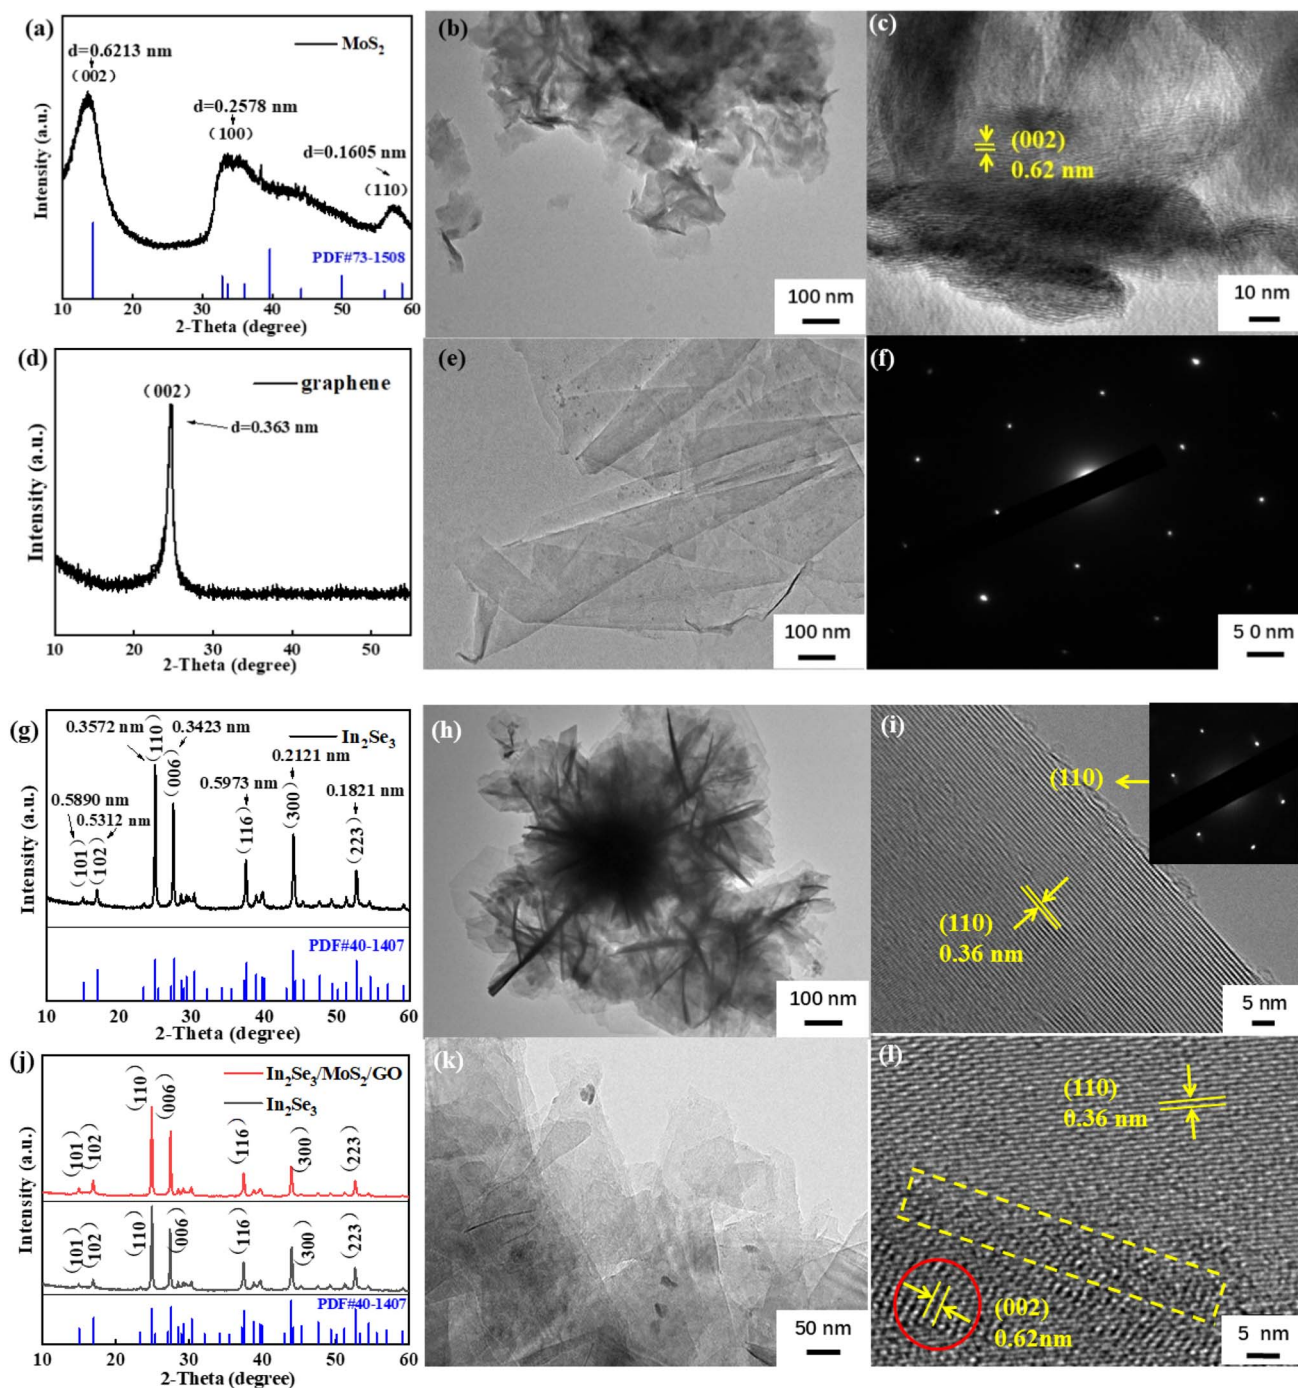 (a)
MoS2
d=0.6213 nm
(002)
d=0.2578 nm
(100)
d=0.1605 nm
(110)
PDF#73-1508
Intensity (a.u.)
10 20 30 40 50 60
2-Theta (degree)
(b)
100 nm
(c)
(002)
0.62 nm
10 nm
(d)
graphene
(002)
d=0.363 nm
Intensity (a.u.)
10 20 30 40 50
2-Theta (degree)
(e)
100 nm
(f)
5 0 nm
(g)
In2Se3
0.3572 nm
(110)
0.3423 nm
(006)
0.5890 nm
0.5312 nm
(101)
(102)
0.5973 nm
(116)
0.2121 nm
(300)
0.1821 nm
(223)
PDF#40-1407
Intensity (a.u.)
10 20 30 40 50 60
2-Theta (degree)
(h)
100 nm
(i)
(110)
(110)
0.36 nm
5 nm
(j)
In2Se3/MoS2/GO
In2Se3
(101)
(102)
(110)
(006)
(116)
(300)
(223)
(101)
(102)
(110)
(006)
(116)
(300)
(223)
PDF#40-1407
Intensity (a.u.)
10 20 30 40 50 60
2-Theta (degree)
(k)
50 nm
(l)
(110)
0.36 nm
(002)
0.62nm
5 nm